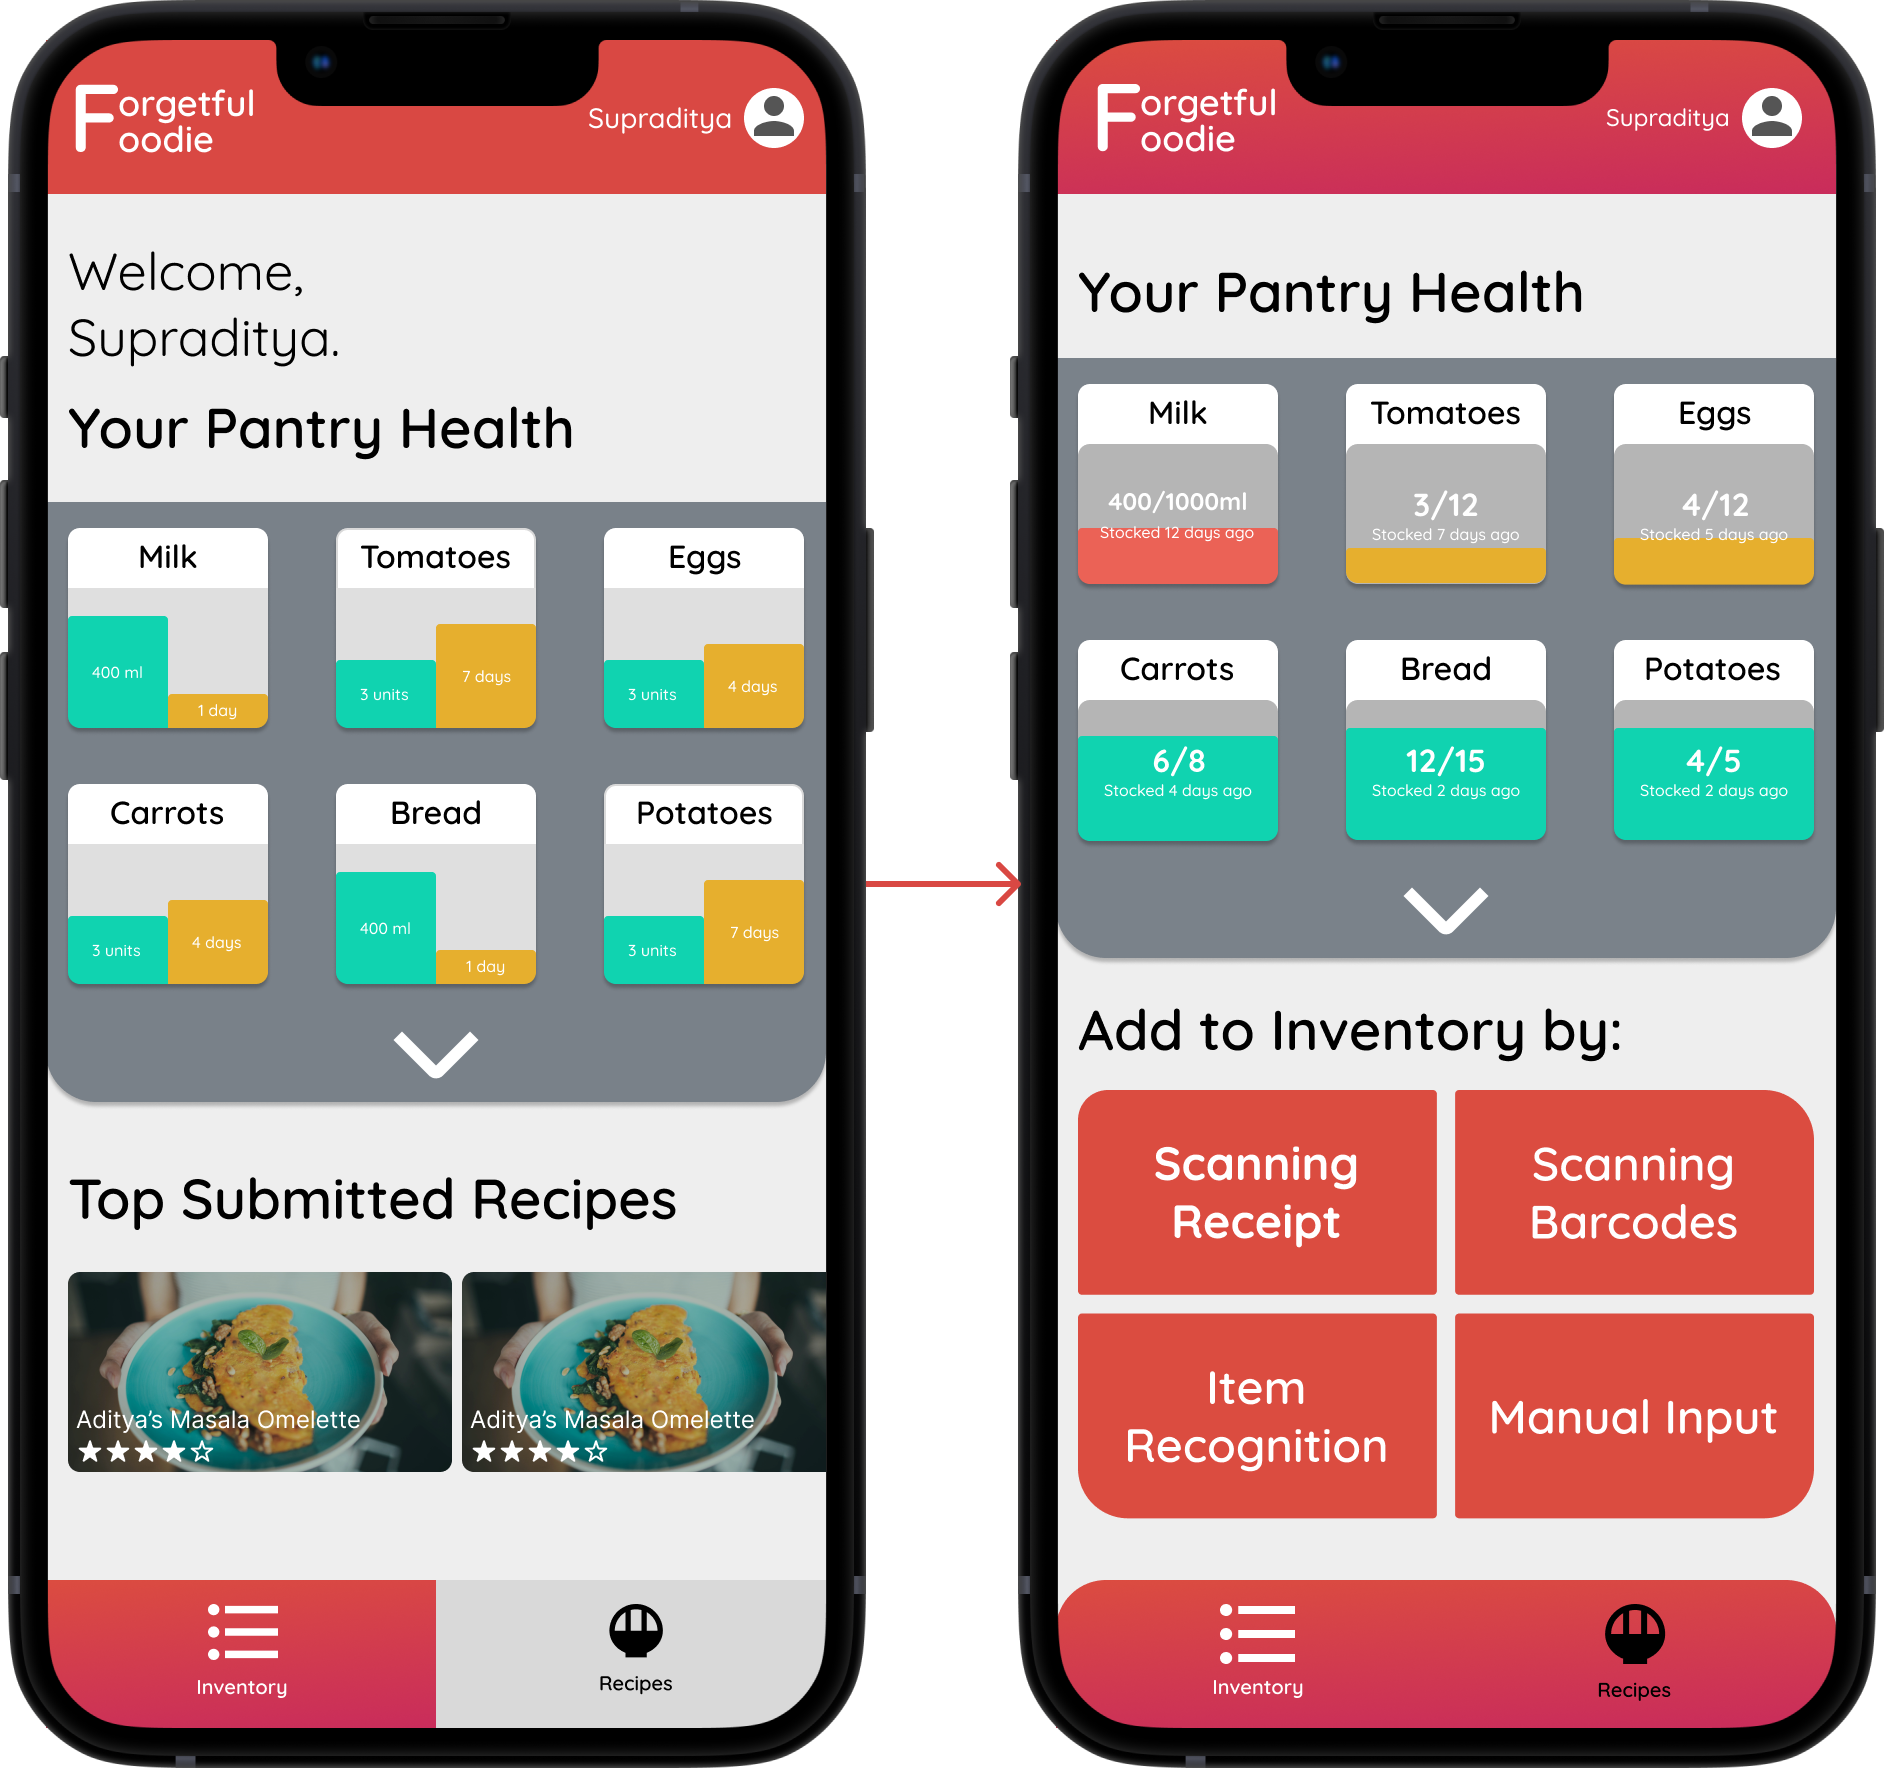 Forgetful
Foodie
Supraditya
Welcome,
Supraditya.
Your Pantry Health
Milk
Tomatoes
Eggs
400 ml
1 day
3 units
7 days
3 units
4 days
Carrots
Bread
Potatoes
3 units
4 days
400 ml
1 day
3 units
7 days
Top Submitted Recipes
Aditya's Masala Omelette
Aditya's Masala Omelette
Inventory
Recipes
Forgetful
Foodie
Supraditya
Your Pantry Health
Milk
Tomatoes
Eggs
400/1000ml
Stocked 12 days ago
3/12
Stocked 7 days ago
4/12
Stocked 5 days ago
Carrots
Bread
Potatoes
6/8
Stocked 4 days ago
12/15
Stocked 2 days ago
4/5
Stocked 2 days ago
Add to Inventory by:
Scanning
Receipt
Scanning
Barcodes
Item
Recognition
Manual Input
Inventory
Recipes